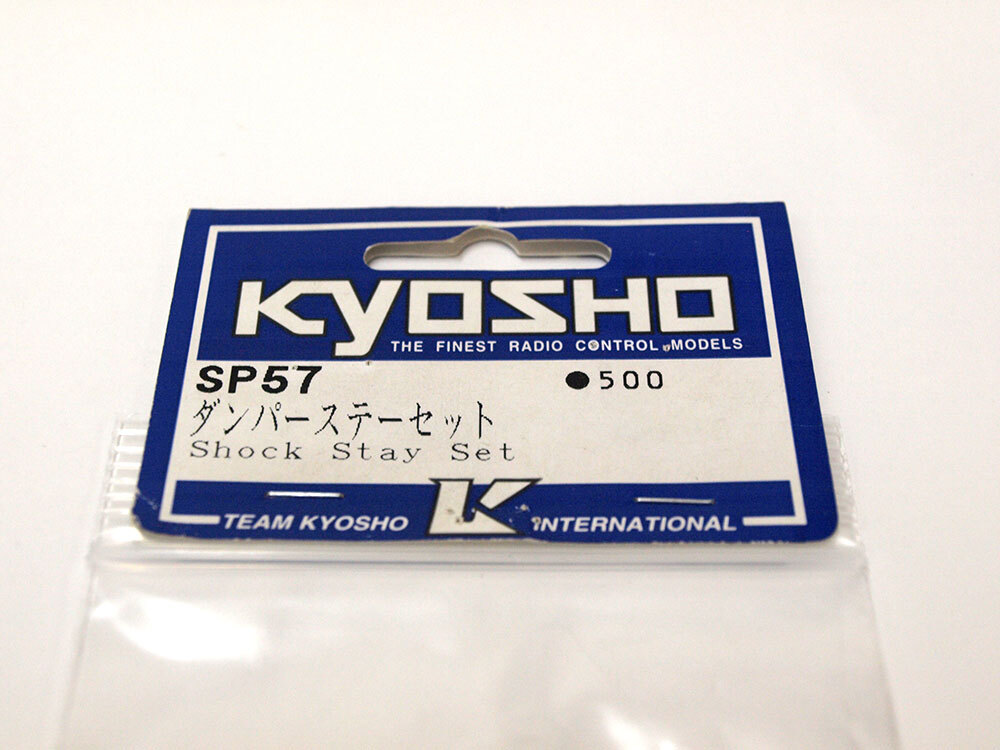 KYOSHO
THE FINEST RADIO CONTROL MODELS
SP57 ●500
ダンパーステーセット
Shock Stay Set
K
TEAM KYOSHO INTERNATIONAL